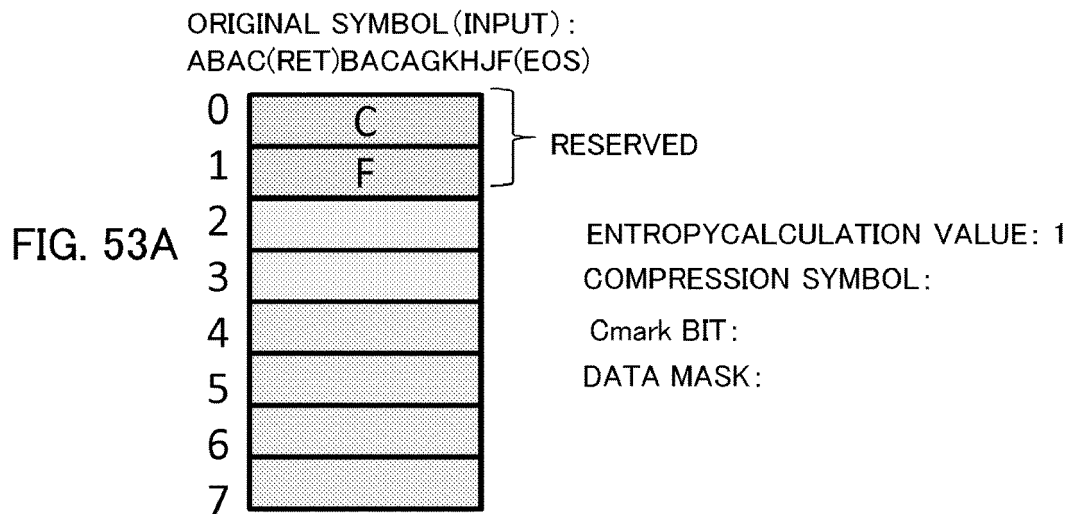 ORIGINAL SYMBOL(INPUT):
ABAC(RET)BACAGKHJF(EOS)
0 C
RESERVED
1 F
2
FIG. 53A
ENTROPYCALCULATION VALUE: 1
3
COMPRESSION SYMBOL:
4
Cmark BIT:
5
DATA MASK:
6
7